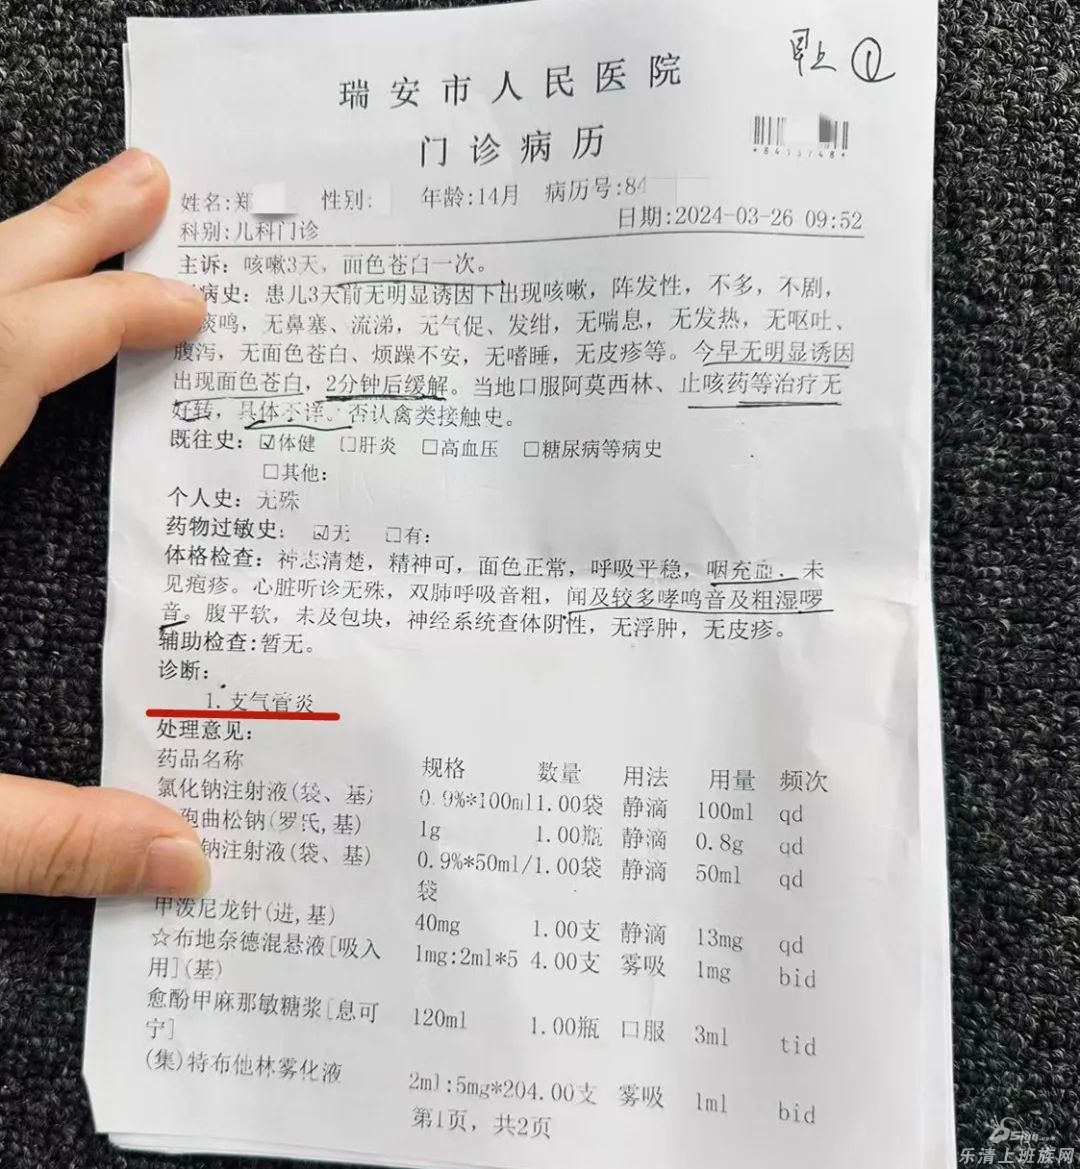 早上 ①
瑞安市人民医院
门诊病历
*8415748*
姓名:郑 性别: 年龄:14月 病历号:84
日期:2024-03-26 09:52
科别:儿科门诊
主诉: 咳嗽3天, 面色苍白一次。
病史: 患儿3天前无明显诱因下出现咳嗽, 阵发性, 不多, 不剧,
痰鸣, 无鼻塞、流涕, 无气促、发绀, 无喘息, 无发热, 无呕吐、
腹泻, 无面色苍白、烦躁不安, 无嗜睡, 无皮疹等。今早无明显诱因
出现面色苍白, 2分钟后缓解。当地口服阿莫西林、止咳药等治疗无
好转, 具体不详。否认禽类接触史。
既往史: ☑体健 □肝炎 □高血压 □糖尿病等病史
□其他:
个人史: 无殊
药物过敏史: ☑无 □有:
体格检查: 神志清楚, 精神可, 面色正常, 呼吸平稳, 咽充血, 未
见疱疹。心脏听诊无殊, 双肺呼吸音粗, 闻及较多哮鸣音及粗湿啰
音。腹平软, 未及包块, 神经系统查体阴性, 无浮肿, 无皮疹。
辅助检查:暂无。
诊断:
1.支气管炎
处理意见:
药品名称 规格 数量 用法 用量 频次
氯化钠注射液(袋、基) 0.9%*100ml1.00袋 静滴 100ml qd
孢曲松钠(罗氏,基) 1g 1.00瓶 静滴 0.8g qd
钠注射液(袋、基) 0.9%*50ml/1.00袋 静滴 50ml qd
袋
甲泼尼龙针(进,基) 40mg 1.00支 静滴 13mg qd
☆布地奈德混悬液[吸入 1mg:2ml*5 4.00支 雾吸 1mg bid
用](基)
愈酚甲麻那敏糖浆[息可 120ml 1.00瓶 口服 3ml tid
宁]
(集)特布他林雾化液 2ml:5mg*204.00支 雾吸 1ml bid
第1页, 共2页
乐清上班族网